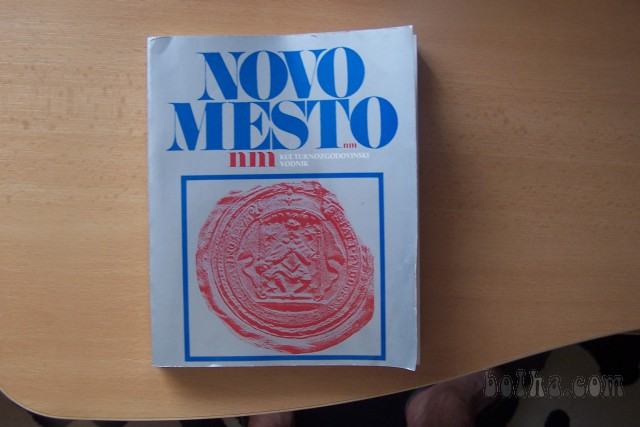 NOVO
MESTO
nm
nm KULTURNOZGODOVINSKI
VODNIK
bolha.com